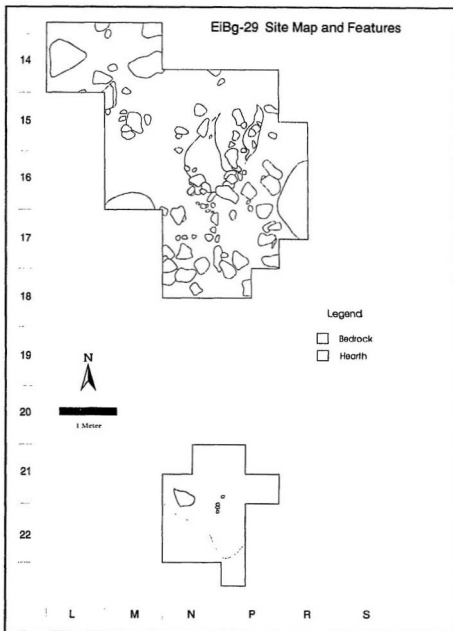 EiBg-29 Site Map and Features
14
15
16
17
18
Legend
Bedrock
Hearth
19
N
20
1 Meter
21
22
L M N P R S